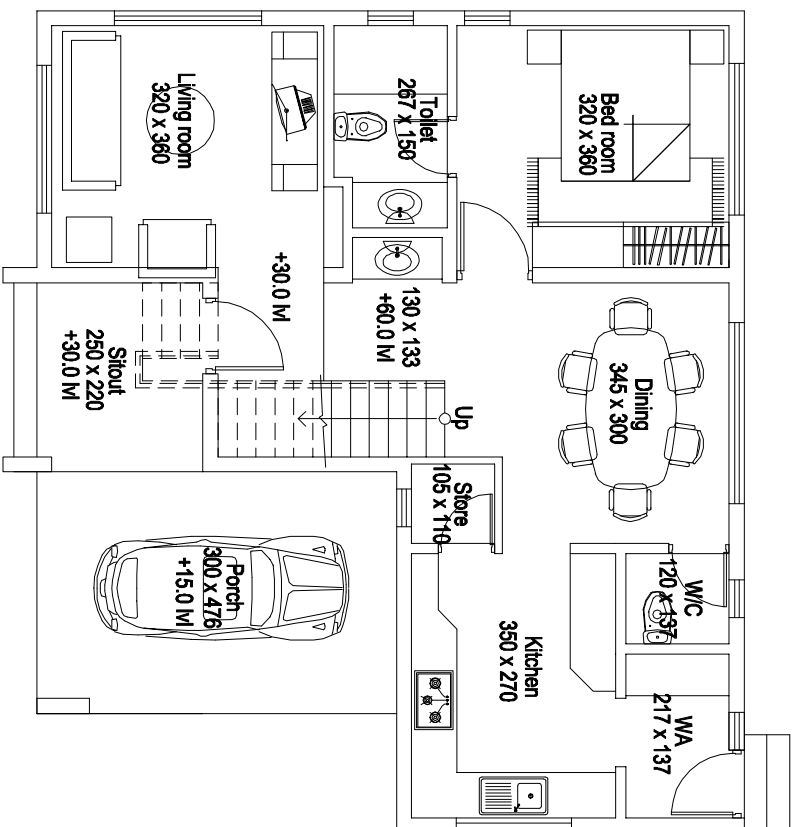 Living room
320 x 360
Toilet
267 x 150
Bed room
320 x 360
+30.0 lvl
130 x 133
+60.0 lvl
Sitout
250 x 220
+30.0 lvl
Up
Dining
345 x 300
Store
105 x 110
Porch
300 x 476
+15.0 lvl
W/C
120 x 137
Kitchen
350 x 270
WA
217 x 137